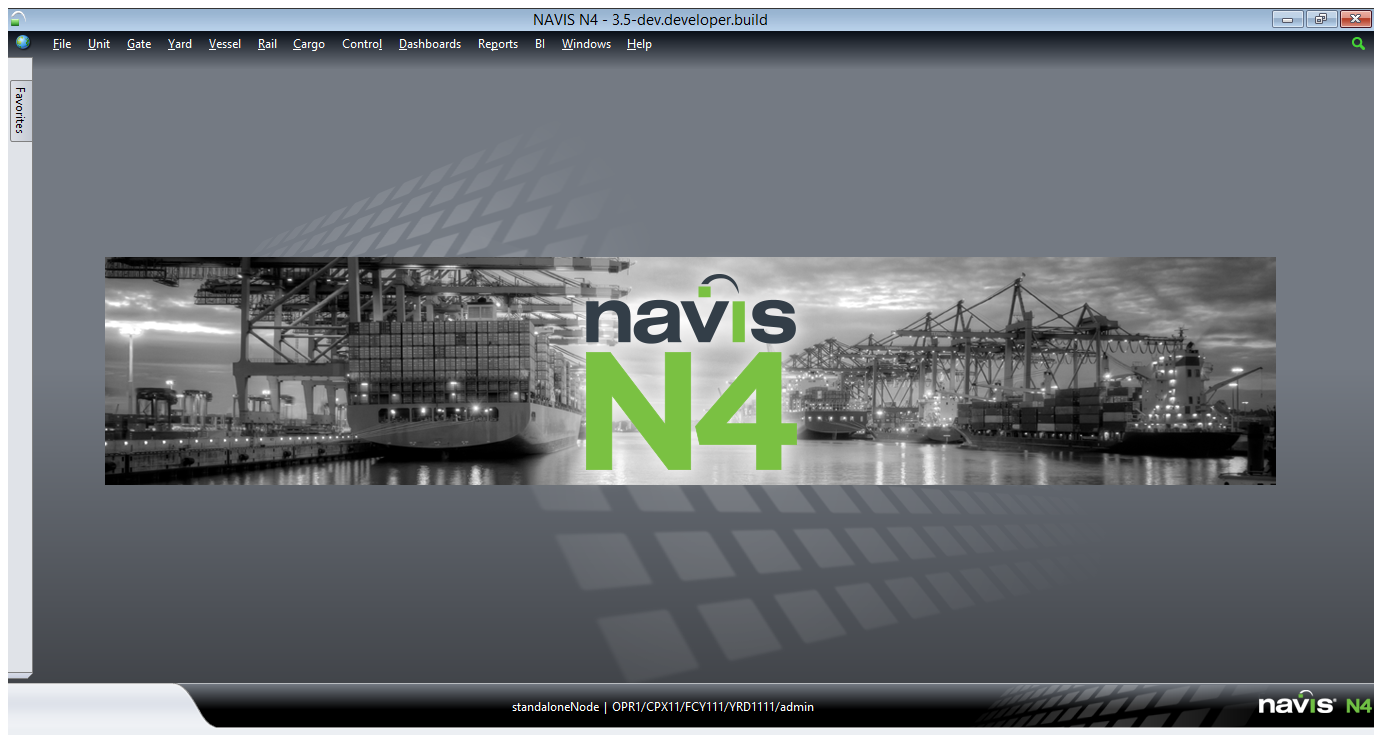 NAVIS N4 - 3.5-dev.developer.build
File Unit Gate Yard Vessel Rail Cargo Control Dashboards Reports BI Windows Help
Favorites
navis
N4
standaloneNode | OPR1/CPX11/FCY111/YRD1111/admin
navis N4